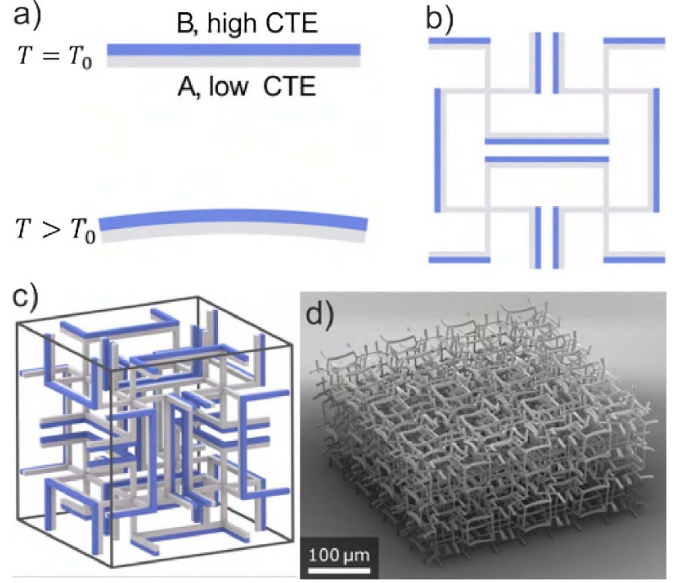 a)
B, high CTE
T = T₀
A, low CTE
T > T₀
b)
c)
d)
100 μm